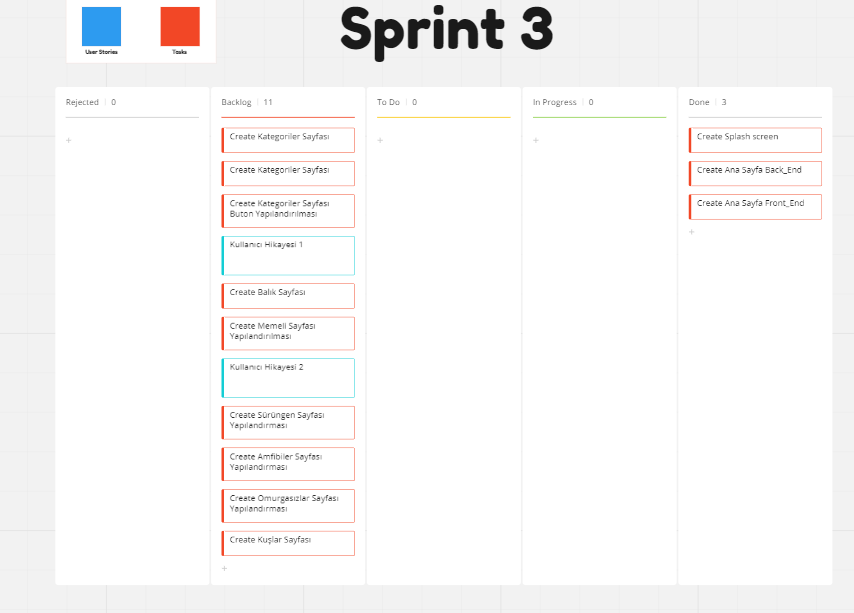 User Stories
Tasks
Sprint 3
Rejected 0
Backlog 11
To Do 0
In Progress 0
Done 3
Create Kategoriler Sayfası
Create Kategoriler Sayfası
Create Kategoriler Sayfası
Buton Yapılandırılması
Kullanıcı Hikayesi 1
Create Balık Sayfası
Create Memeli Sayfası
Yapılandırılması
Kullanıcı Hikayesi 2
Create Sürüngen Sayfası
Yapılandırması
Create Amfibiler Sayfası
Yapılandırması
Create Omurgasızlar Sayfası
Yapılandırması
Create Kuşlar Sayfası
Create Splash screen
Create Ana Sayfa Back_End
Create Ana Sayfa Front_End